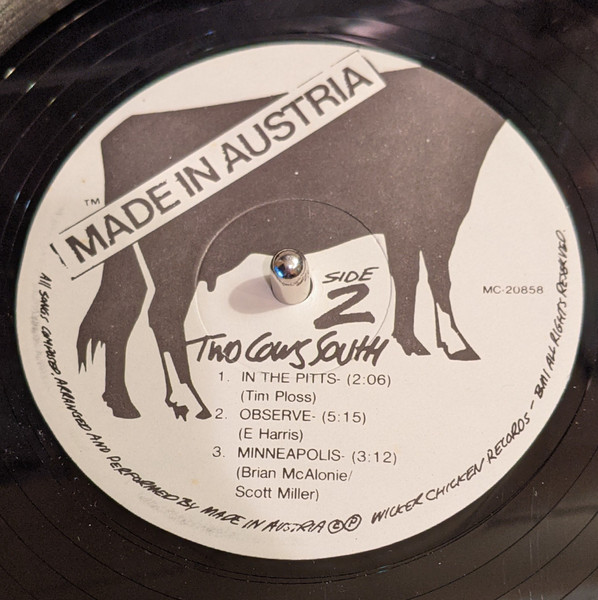 MADE IN AUSTRIA
TM
SIDE
2
MC-20858
TWO COWS SOUTH
1. IN THE PITTS- (2:06)
(Tim Ploss)
2. OBSERVE- (5:15)
(E Harris)
3. MINNEAPOLIS- (3:12)
(Brian McAlonie/
Scott Miller)
All SONGS COMPOSED, ARRANGED AND PERFORMED BY MADE IN AUSTRIA ©℗ WICKER CHICKEN RECORDS - BMI ALL RIGHTS RESERVED.